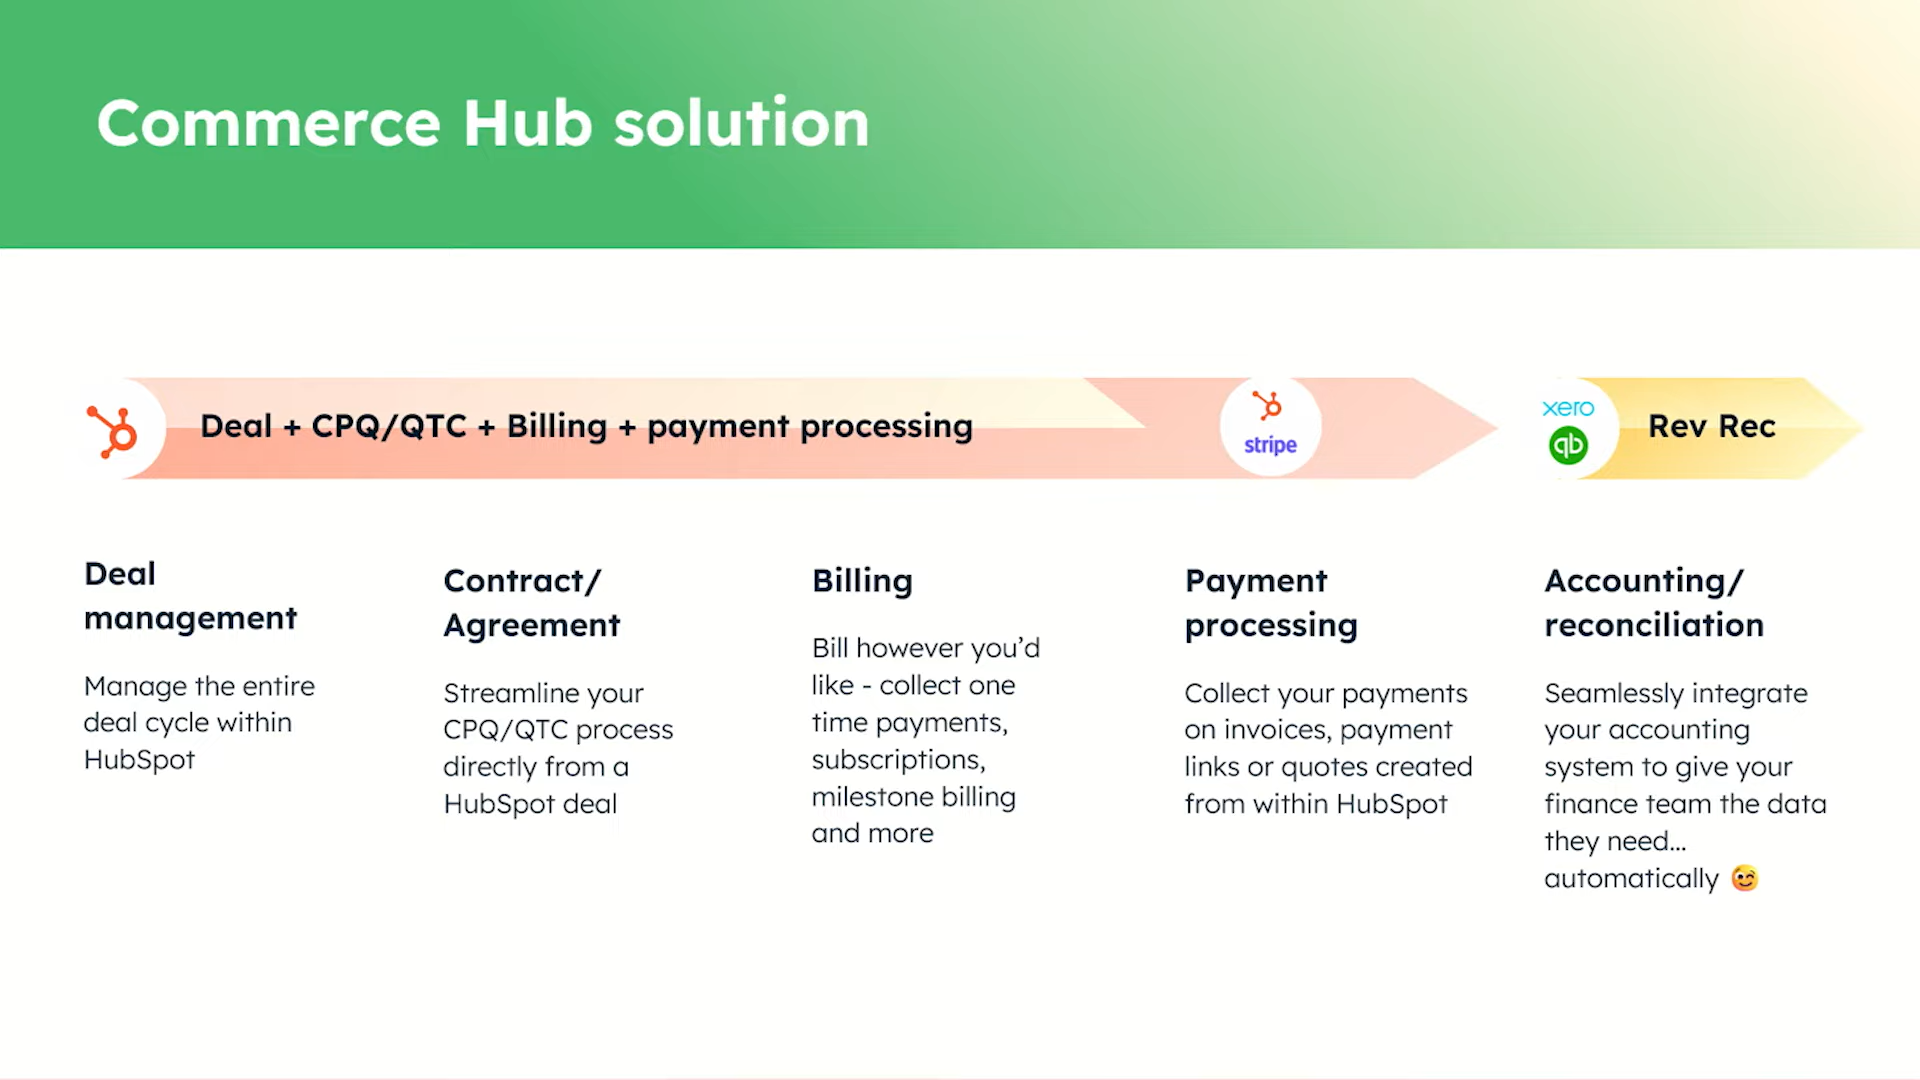 Commerce Hub solution
Deal + CPQ/QTC + Billing + payment processing
stripe
xero
qb
Rev Rec
Deal
management
Manage the entire
deal cycle within
HubSpot
Contract/
Agreement
Streamline your
CPQ/QTC process
directly from a
HubSpot deal
Billing
Bill however you’d
like - collect one
time payments,
subscriptions,
milestone billing
and more
Payment
processing
Collect your payments
on invoices, payment
links or quotes created
from within HubSpot
Accounting/
reconciliation
Seamlessly integrate
your accounting
system to give your
finance team the data
they need...
automatically 😉